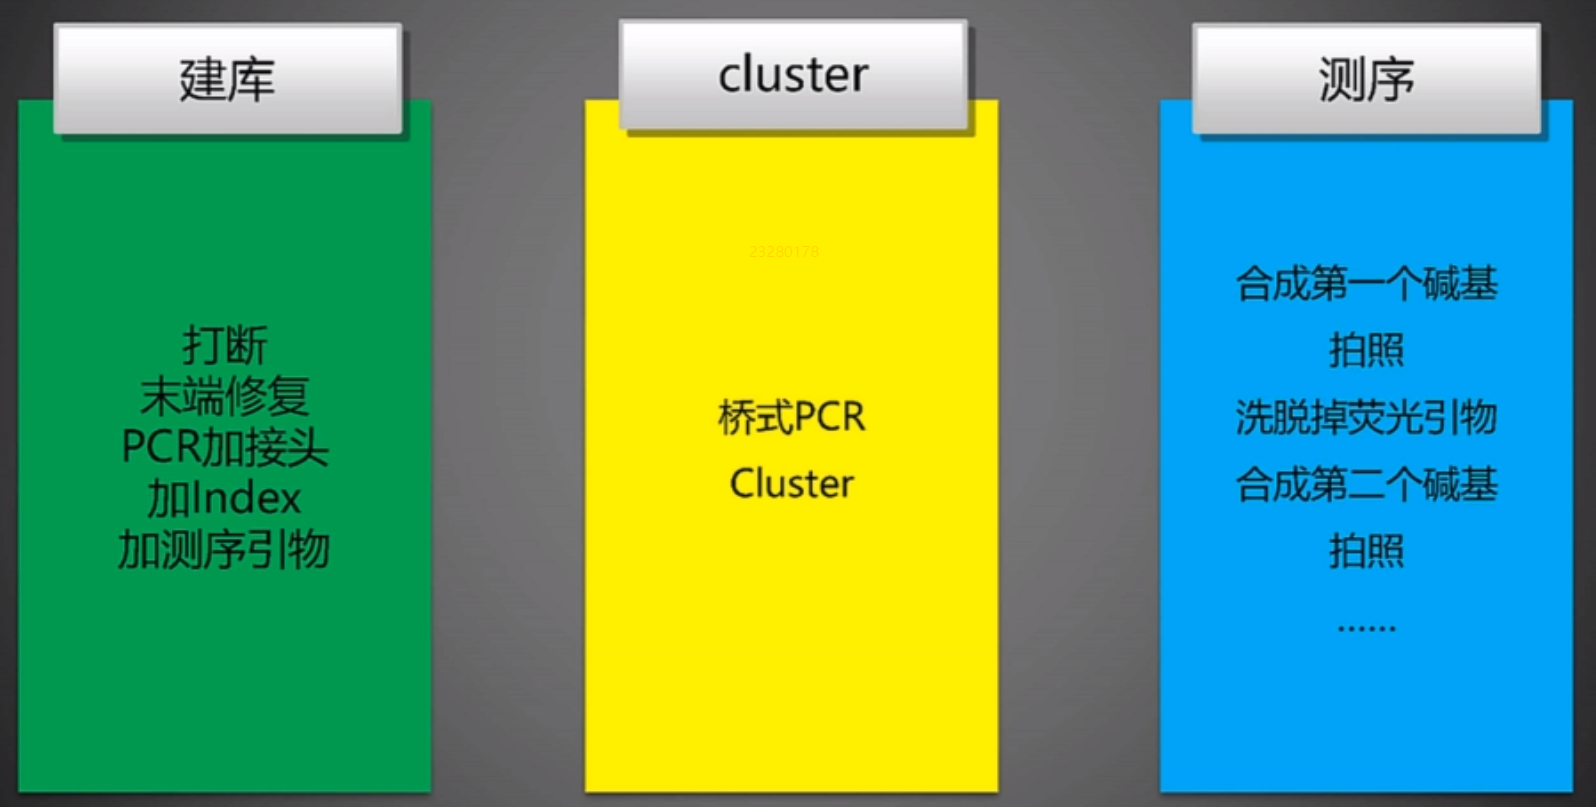 建库
打断
末端修复
PCR加接头
加Index
加测序引物
cluster
23280178
桥式PCR
Cluster
测序
合成第一个碱基
拍照
洗脱掉荧光引物
合成第二个碱基
拍照
......